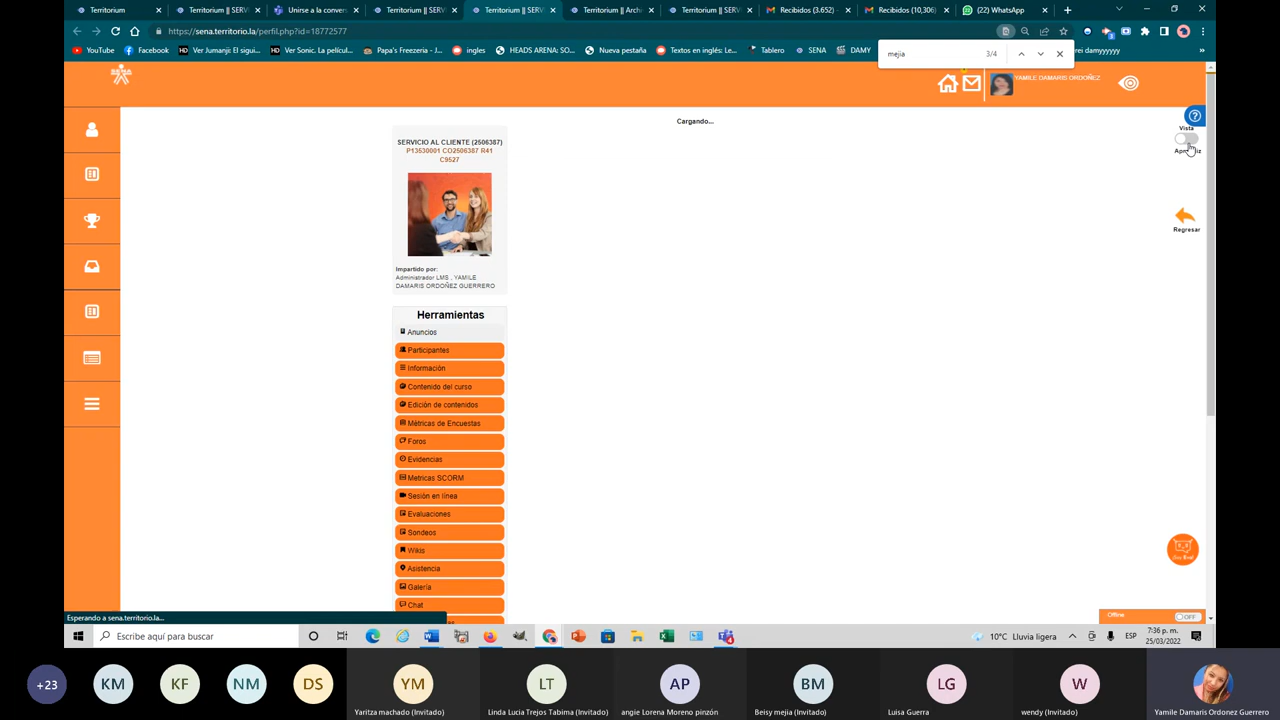 Territorium
Territorium || SERV
Unirse a la convers
Territorium || SERV
Territorium || SERV
Territorium || Arch
Territorium || SERV
Recibidos (3.652)
Recibidos (10,306)
(22) WhatsApp
https://sena.territorio.la/perfil.php?id=18772577
YouTube
Facebook
Ver Jumanji: El sigui...
Ver Sonic. La pelicul...
Papa's Freezeria - J...
ingles
HEADS ARENA: SO...
Nueva pestaña
Textos en inglés: Le...
Tablero
SENA
DAMY
rei damyyyyy
»
mejia 3/4
SENA
YAMILE DAMARIS ORDOÑEZ
Cargando...
Vista
Aprendiz
Regresar
SERVICIO AL CLIENTE (2506387)
P13530001 CO2506387 R41
C9527
Impartido por:
Administrador LMS , YAMILE
DAMARIS ORDOÑEZ GUERRERO
Herramientas
Anuncios
Participantes
Información
Contenido del curso
Edición de contenidos
Métricas de Encuestas
Foros
Evidencias
Metricas SCORM
Sesión en línea
Evaluaciones
Sondeos
Wikis
Asistencia
Galería
Chat
Offline
OFF
Esperando a sena.territorio.la...
Escribe aquí para buscar
10°C Lluvia ligera
ESP
7:36 p. m.
25/03/2022
+23
KM
KF
NM
DS
YM
LT
AP
BM
LG
W
Yaritza machado (Invitado)
Linda Lucia Trejos Tabima (Invitado)
angie Lorena Moreno pinzón
Beisy mejia (Invitado)
Luisa Guerra
wendy (Invitado)
Yamile Damaris Ordonez Guerrero